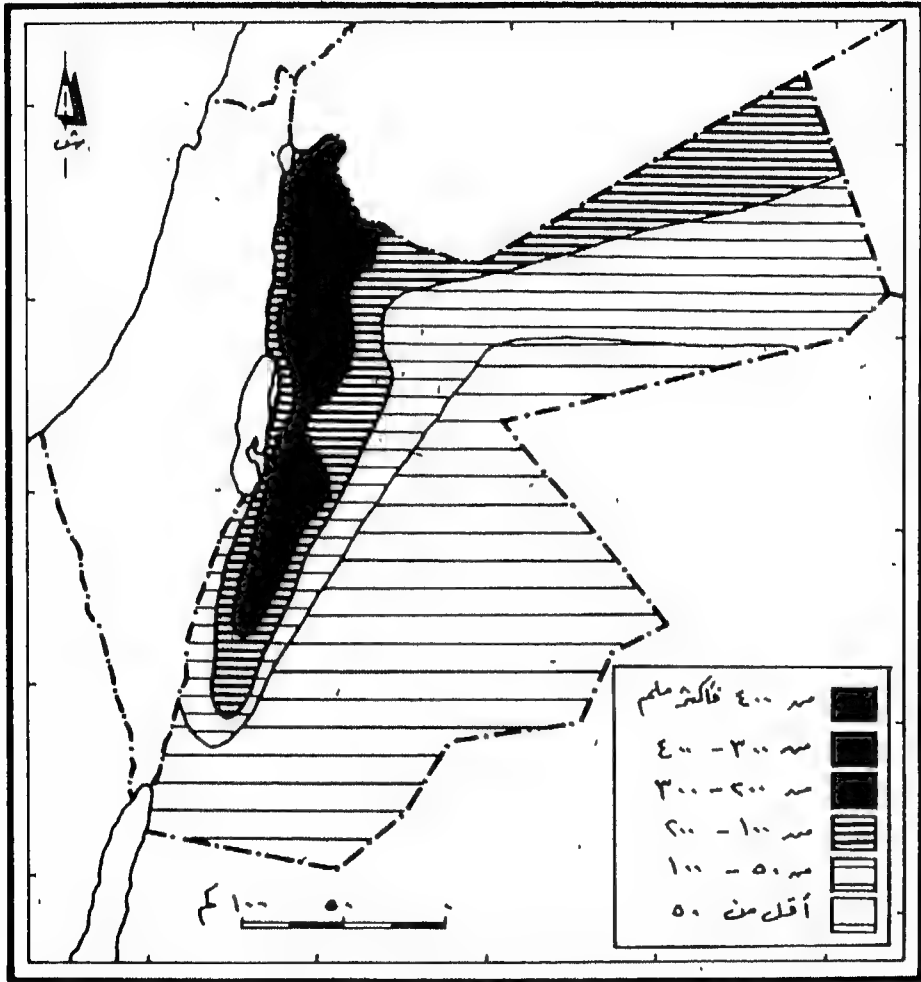 ش
من ٤٠٠ فأكثر ملم
من ٣٠٠ - ٤٠٠
من ٢٠٠ - ٣٠٠
من ١٠٠ - ٢٠٠
من ٥٠ - ١٠٠
أقل من ٥٠
٠ ٥٠ ١٠٠ كم